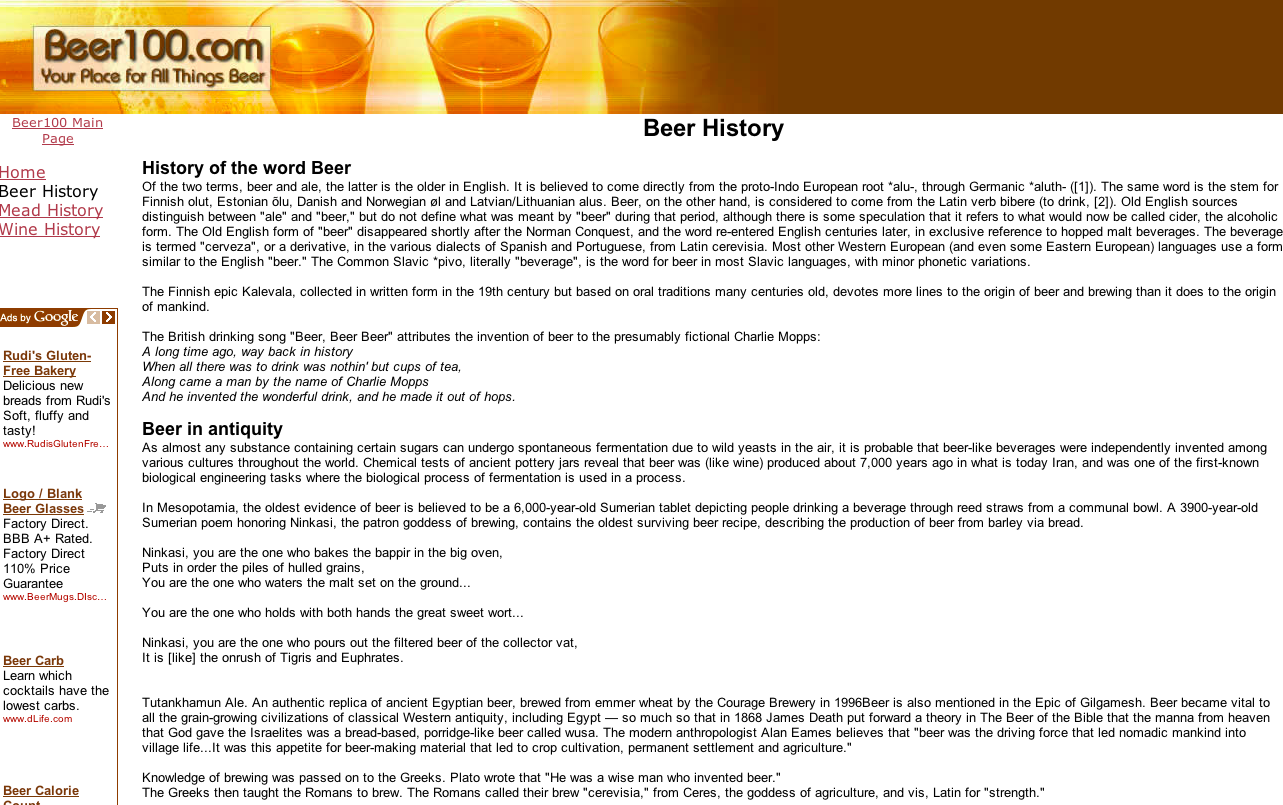 Beer100.com
Your Place for All Things Beer
Beer100 Main
Page
Home
Beer History
Mead History
Wine History
Ads by Google
Rudi's Gluten-
Free Bakery
Delicious new
breads from Rudi's
Soft, fluffy and
tasty!
www.RudisGlutenFre...
Logo / Blank
Beer Glasses
Factory Direct.
BBB A+ Rated.
Factory Direct
110% Price
Guarantee
www.BeerMugs.DIsc...
Beer Carb
Learn which
cocktails have the
lowest carbs.
www.dLife.com
Beer Calorie
Count
Beer History
History of the word Beer
Of the two terms, beer and ale, the latter is the older in English. It is believed to come directly from the proto-Indo European root *alu-, through Germanic *aluth- ([1]). The same word is the stem for
Finnish olut, Estonian õlu, Danish and Norwegian øl and Latvian/Lithuanian alus. Beer, on the other hand, is considered to come from the Latin verb bibere (to drink, [2]). Old English sources
distinguish between "ale" and "beer," but do not define what was meant by "beer" during that period, although there is some speculation that it refers to what would now be called cider, the alcoholic
form. The Old English form of "beer" disappeared shortly after the Norman Conquest, and the word re-entered English centuries later, in exclusive reference to hopped malt beverages. The beverage
is termed "cerveza", or a derivative, in the various dialects of Spanish and Portuguese, from Latin cerevisia. Most other Western European (and even some Eastern European) languages use a form
similar to the English "beer." The Common Slavic *pivo, literally "beverage", is the word for beer in most Slavic languages, with minor phonetic variations.
The Finnish epic Kalevala, collected in written form in the 19th century but based on oral traditions many centuries old, devotes more lines to the origin of beer and brewing than it does to the origin
of mankind.
The British drinking song "Beer, Beer Beer" attributes the invention of beer to the presumably fictional Charlie Mopps:
A long time ago, way back in history
When all there was to drink was nothin' but cups of tea,
Along came a man by the name of Charlie Mopps
And he invented the wonderful drink, and he made it out of hops.
Beer in antiquity
As almost any substance containing certain sugars can undergo spontaneous fermentation due to wild yeasts in the air, it is probable that beer-like beverages were independently invented among
various cultures throughout the world. Chemical tests of ancient pottery jars reveal that beer was (like wine) produced about 7,000 years ago in what is today Iran, and was one of the first-known
biological engineering tasks where the biological process of fermentation is used in a process.
In Mesopotamia, the oldest evidence of beer is believed to be a 6,000-year-old Sumerian tablet depicting people drinking a beverage through reed straws from a communal bowl. A 3900-year-old
Sumerian poem honoring Ninkasi, the patron goddess of brewing, contains the oldest surviving beer recipe, describing the production of beer from barley via bread.
Ninkasi, you are the one who bakes the bappir in the big oven,
Puts in order the piles of hulled grains,
You are the one who waters the malt set on the ground...
You are the one who holds with both hands the great sweet wort...
Ninkasi, you are the one who pours out the filtered beer of the collector vat,
It is [like] the onrush of Tigris and Euphrates.
Tutankhamun Ale. An authentic replica of ancient Egyptian beer, brewed from emmer wheat by the Courage Brewery in 1996Beer is also mentioned in the Epic of Gilgamesh. Beer became vital to
all the grain-growing civilizations of classical Western antiquity, including Egypt — so much so that in 1868 James Death put forward a theory in The Beer of the Bible that the manna from heaven
that God gave the Israelites was a bread-based, porridge-like beer called wusa. The modern anthropologist Alan Eames believes that "beer was the driving force that led nomadic mankind into
village life...It was this appetite for beer-making material that led to crop cultivation, permanent settlement and agriculture."
Knowledge of brewing was passed on to the Greeks. Plato wrote that "He was a wise man who invented beer."
The Greeks then taught the Romans to brew. The Romans called their brew "cerevisia," from Ceres, the goddess of agriculture, and vis, Latin for "strength."